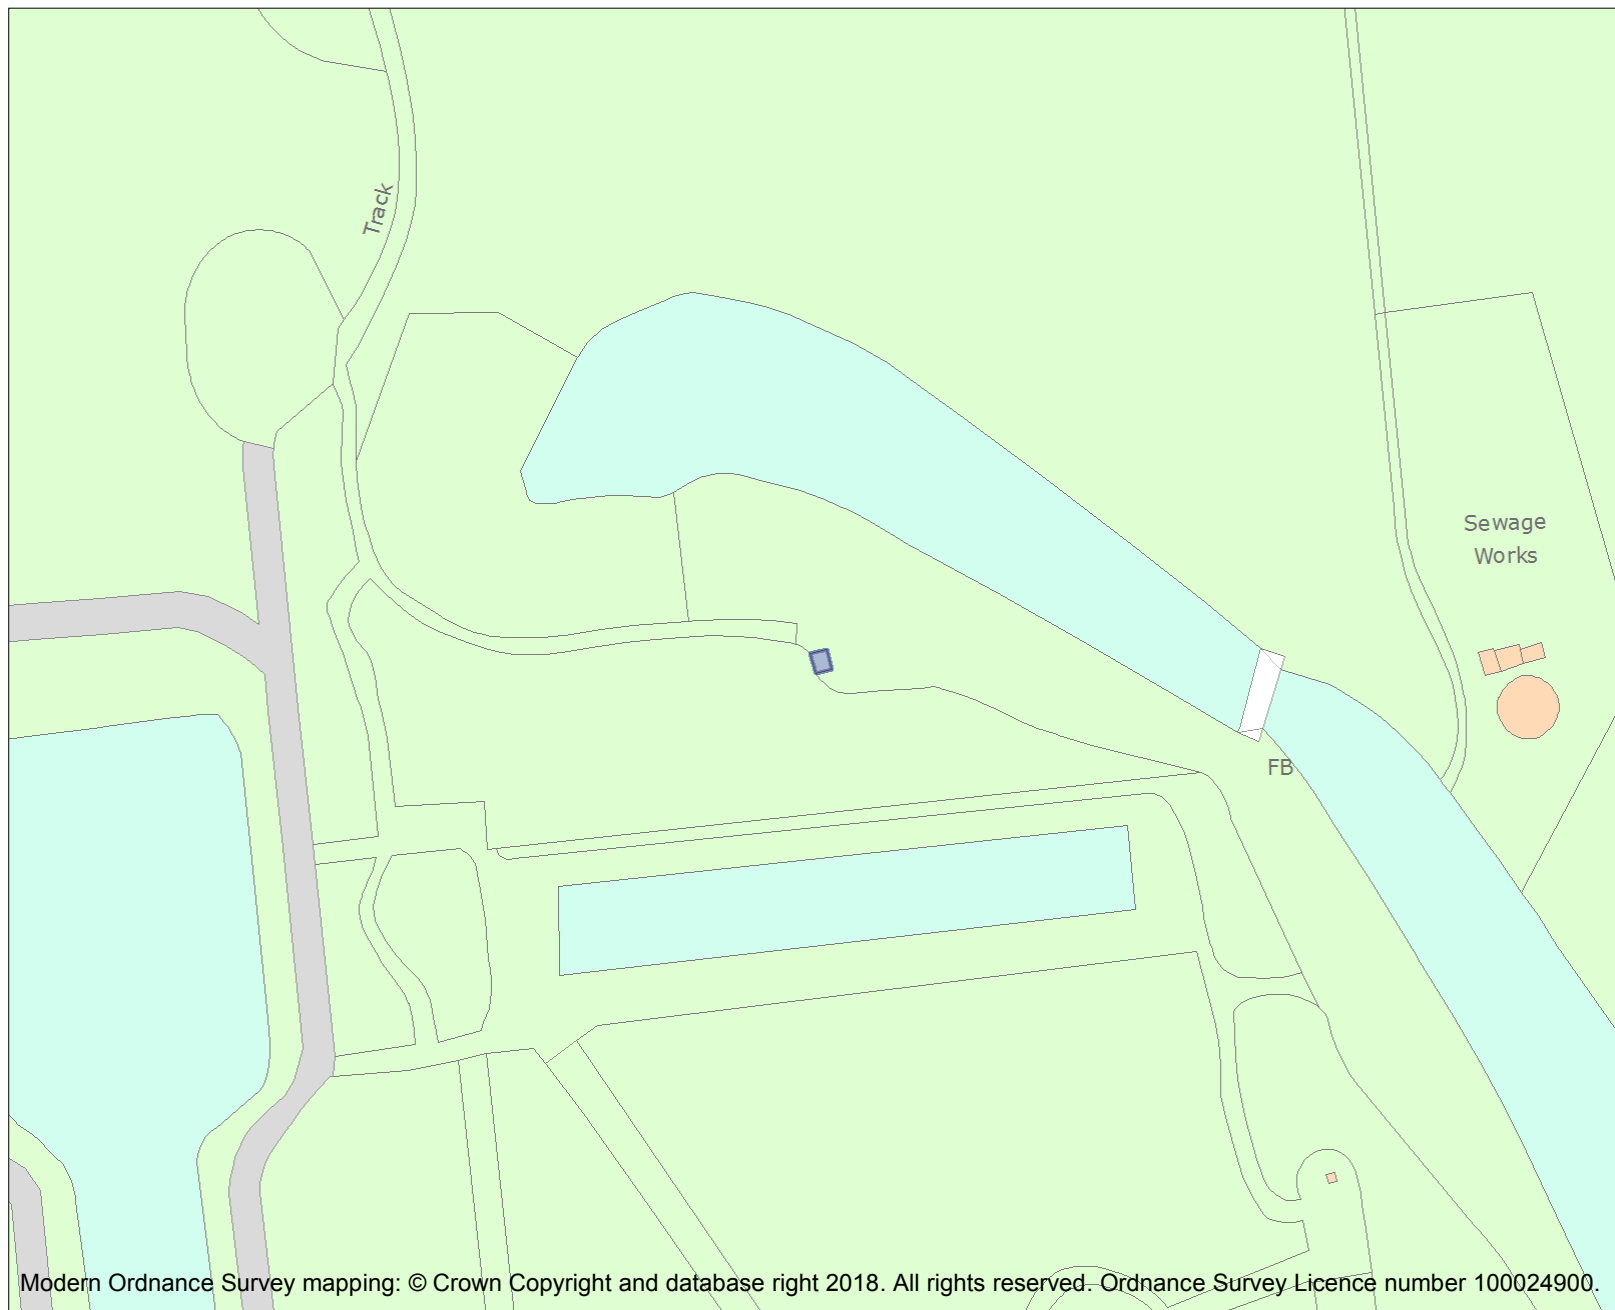 Track
Sewage
Works
FB
Modern Ordnance Survey mapping: © Crown Copyright and database right 2018. All rights reserved. Ordnance Survey Licence number 100024900.